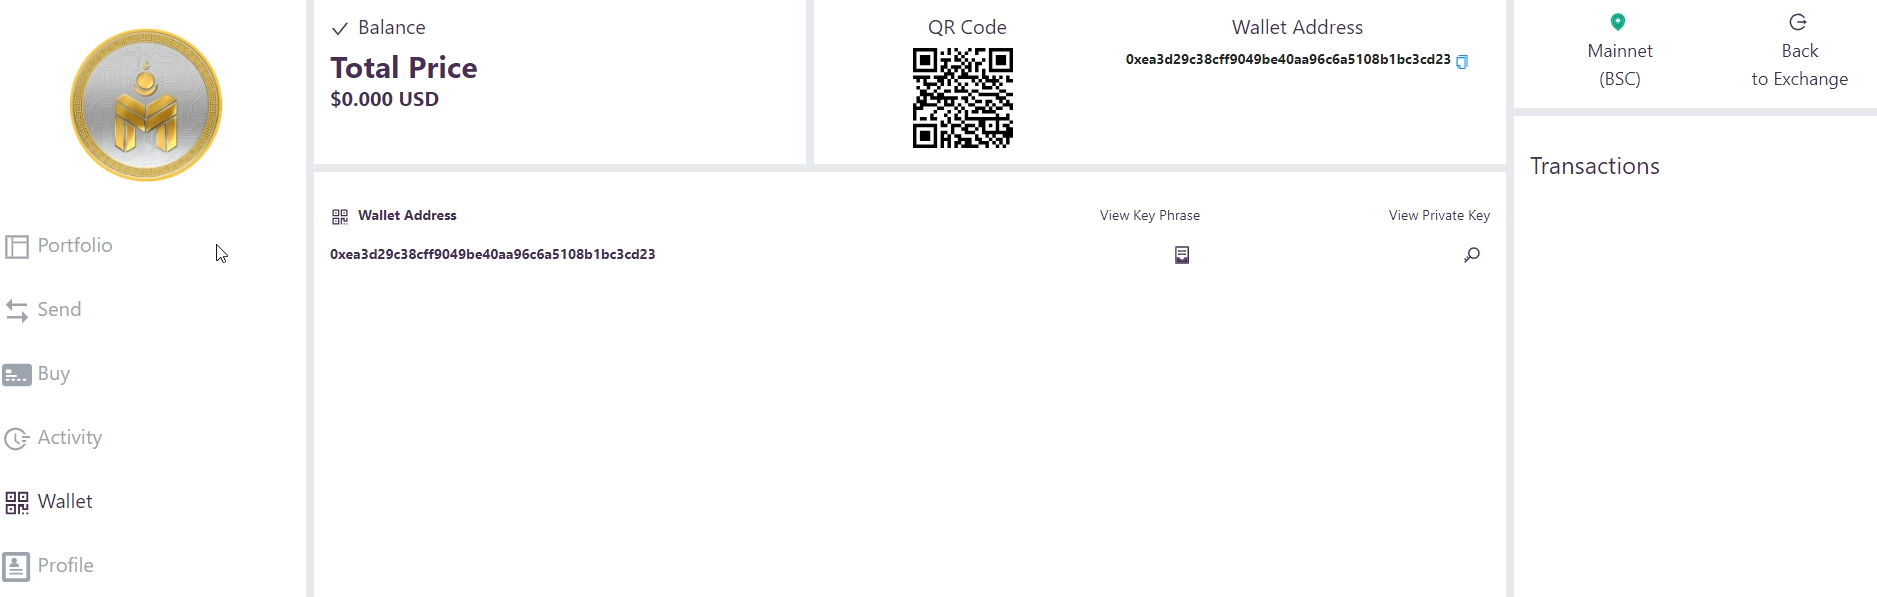 Balance
Total Price
$0.000 USD
QR Code
Wallet Address
0xea3d29c38cff9049be40aa96c6a5108b1bc3cd23
Mainnet
(BSC)
Back
to Exchange
Portfolio
Send
Buy
Activity
Wallet
Profile
Wallet Address
View Key Phrase
View Private Key
0xea3d29c38cff9049be40aa96c6a5108b1bc3cd23
Transactions